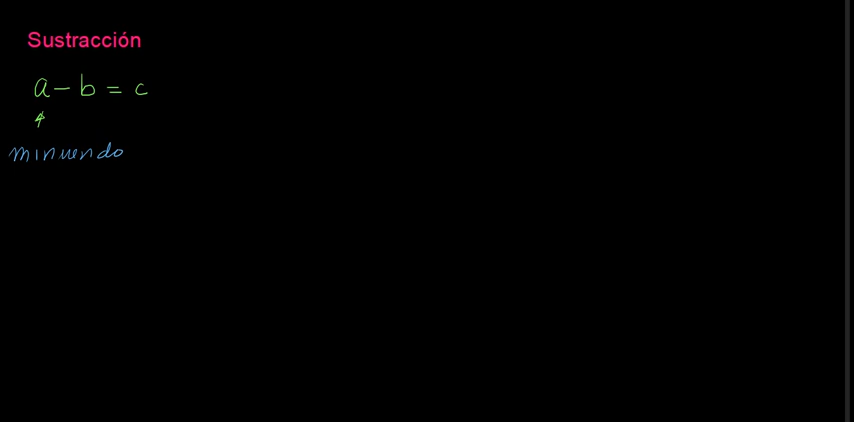 Sustracción
a - b = c
minuendo